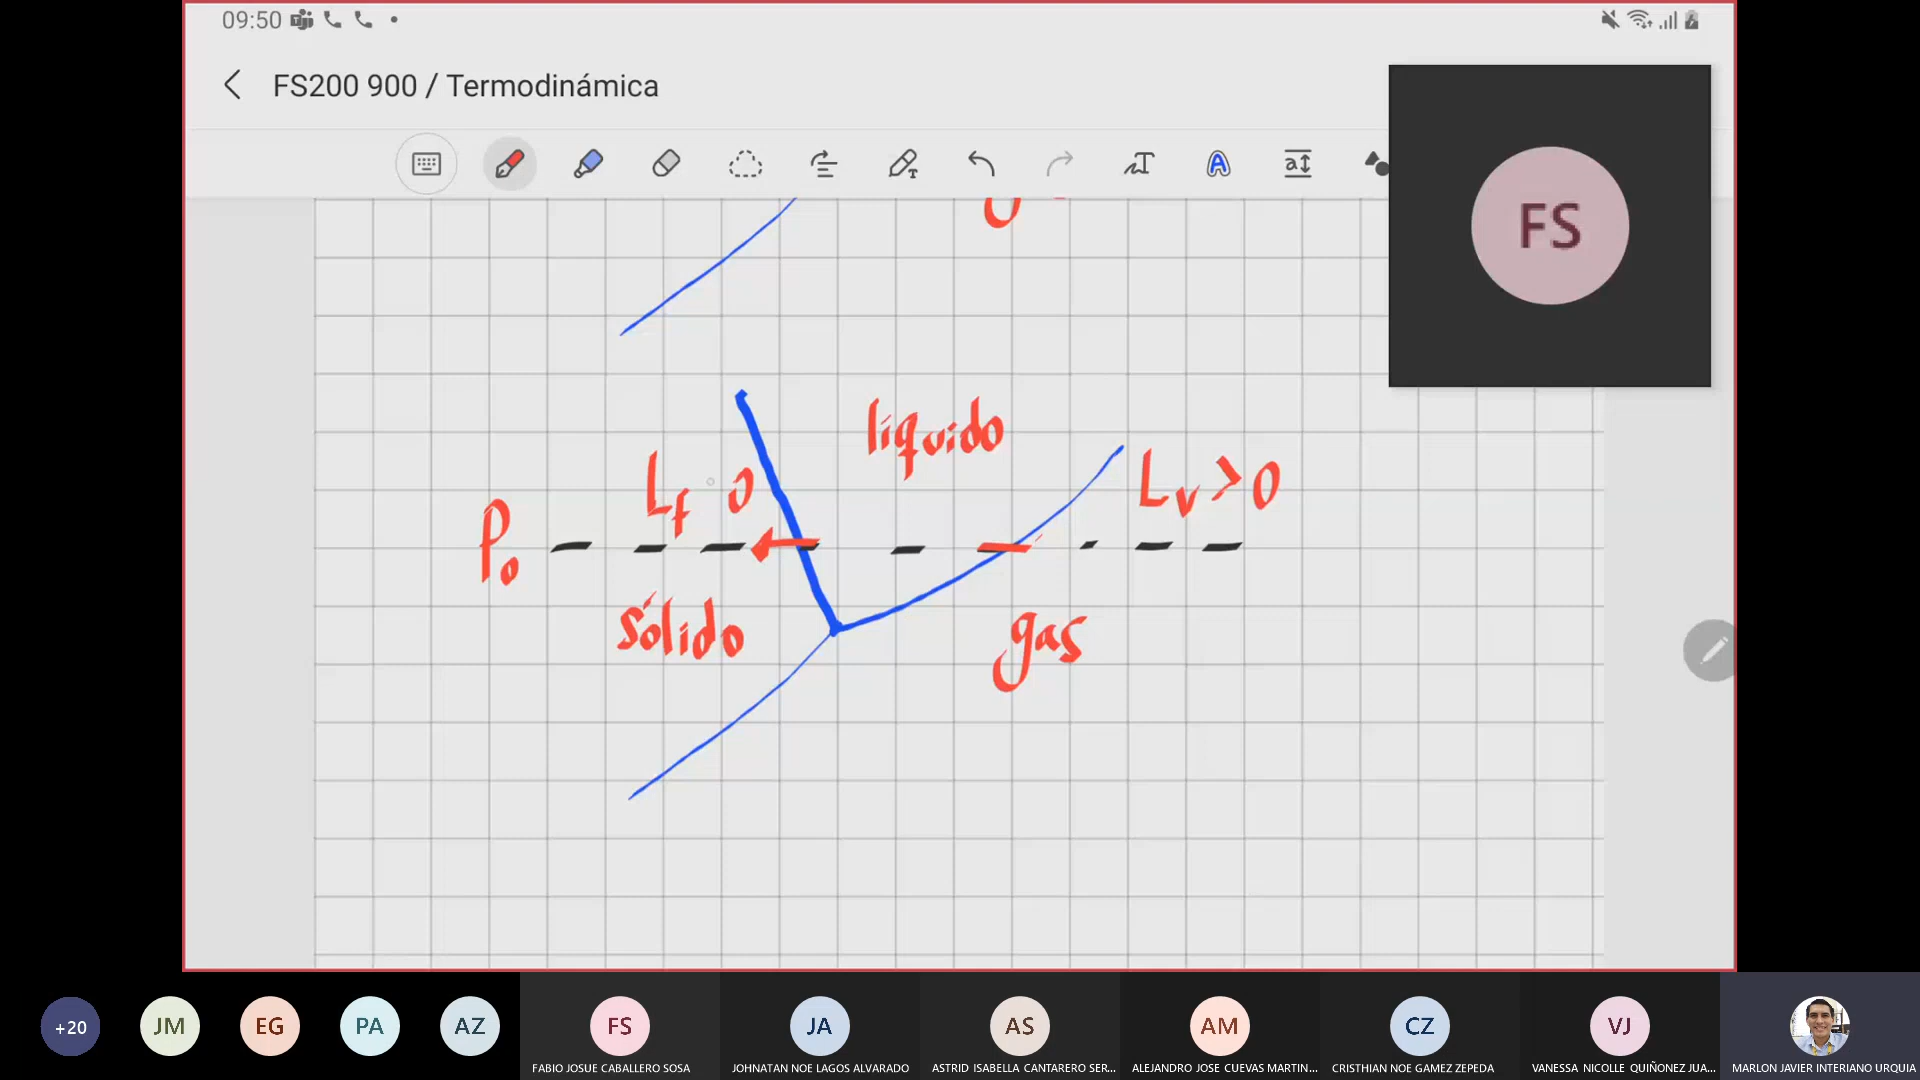 09:50
FS200 900 / Termodinámica
FS
líquido
Lf 0
Lv > 0
P0
sólido
gas
+20
JM
EG
PA
AZ
FS
JA
AS
AM
CZ
VJ
FABIO JOSUE CABALLERO SOSA
JOHNATAN NOE LAGOS ALVARADO
ASTRID ISABELLA CANTARERO SER...
ALEJANDRO JOSE CUEVAS MARTIN...
CRISTHIAN NOE GAMEZ ZEPEDA
VANESSA NICOLLE QUIÑONEZ JUA...
MARLON JAVIER INTERIANO URQUIA